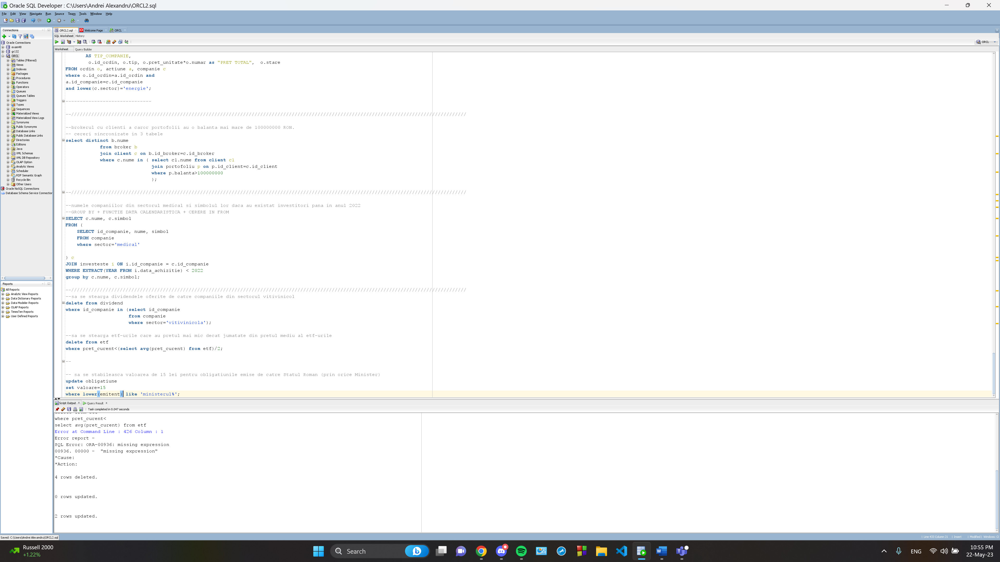 Oracle SQL Developer : C:\Users\Andrei Alexandru\ORCL2.sql
File Edit View Navigate Run Source Team Tools Window Help
Connections
ORCL2.sql Welcome Page ORCL
SQL Worksheet History
ORCL
Worksheet Query Builder
Oracle Connections
exam48
gr132
ORCL
Tables (Filtered)
Views
Indexes
Packages
Procedures
Functions
Operators
Queues
Queues Tables
Triggers
Types
Sequences
Materialized Views
Materialized View Logs
Synonyms
Public Synonyms
Database Links
Public Database Links
Directories
Editions
Java
XML Schemas
XML DB Repository
OLAP Option
Analytic Views
Scheduler
RDF Semantic Graph
Recycle Bin
Other Users
Oracle NoSQL Connections
Database Schema Service Connection
Reports
All Reports
Analytic View Reports
Data Dictionary Reports
Data Modeler Reports
OLAP Reports
TimesTen Reports
User Defined Reports
AS TIP_COMPANIE,
o.id_ordin, o.tip, o.pret_unitate*o.numar as "PRET TOTAL", o.stare
FROM ordin o, actiune a, companie c
where o.id_ordin=a.id_ordin and
a.id_companie=c.id_companie
and lower(c.sector)='energie';
------------------------------
--//////////////////////////////////////////////////////////////////////////////////////////////////////////////////////////////////////////
--brokerul cu clienti a caror portofolii au o balanta mai mare de 100000000 RON.
-- cereri sincronizate in 3 tabele
select distinct b.nume
from broker b
join client c on b.id_broker=c.id_broker
where c.nume in ( select c1.nume from client c1
join portofoliu p on p.id_client=c.id_client
where p.balanta>100000000
);
--//////////////////////////////////////////////////////////////////////////////////////////////////////////////////////////////////////////
--numele companiilor din sectorul medical si simbolul lor daca au existat investitori pana in anul 2022
--GROUP BY + FUNCTIE DATA CALENDARISTICA + CERERE IN FROM
SELECT c.nume, c.simbol
FROM (
SELECT id_companie, nume, simbol
FROM companie
where sector='medical'
) c
JOIN investeste i ON i.id_companie = c.id_companie
WHERE EXTRACT(YEAR FROM i.data_achizitie) < 2022
group by c.nume, c.simbol;
--//////////////////////////////////////////////////////////////////////////////////////////////////////////////////////////////////////////
--sa se stearga dividendele oferite de catre companiile din sectorul vitivinicol
delete from dividend
where id_companie in (select id_companie
from companie
where sector='vitivinicola');
--sa se stearga etf-urile care au pretul mai mic decat jumatate din pretul mediu al etf-urile
delete from etf
where pret_curent<(select avg(pret_curent) from etf)/2;
--
-- sa se stabileasca valoarea de 15 lei pentru obligatiunile emise de catre Statul Roman (prin orice Minister)
update obligatiune
set valoare=15
where lower(emitent) like 'ministerul%';
Script Output x Query Result x
Task completed in 0.047 seconds
where pret_curent<
select avg(pret_curent) from etf
Error at Command Line : 426 Column : 1
Error report -
SQL Error: ORA-00936: missing expression
00936. 00000 - "missing expression"
*Cause:
*Action:
4 rows deleted.
0 rows updated.
2 rows updated.
Saved: C:\Users\Andrei Alexandru\ORCL2.sql
Line 433 Column 21 Insert Modified Windows: Cl
Russell 2000
+1.22%
Search
ENG
10:55 PM
22-May-23